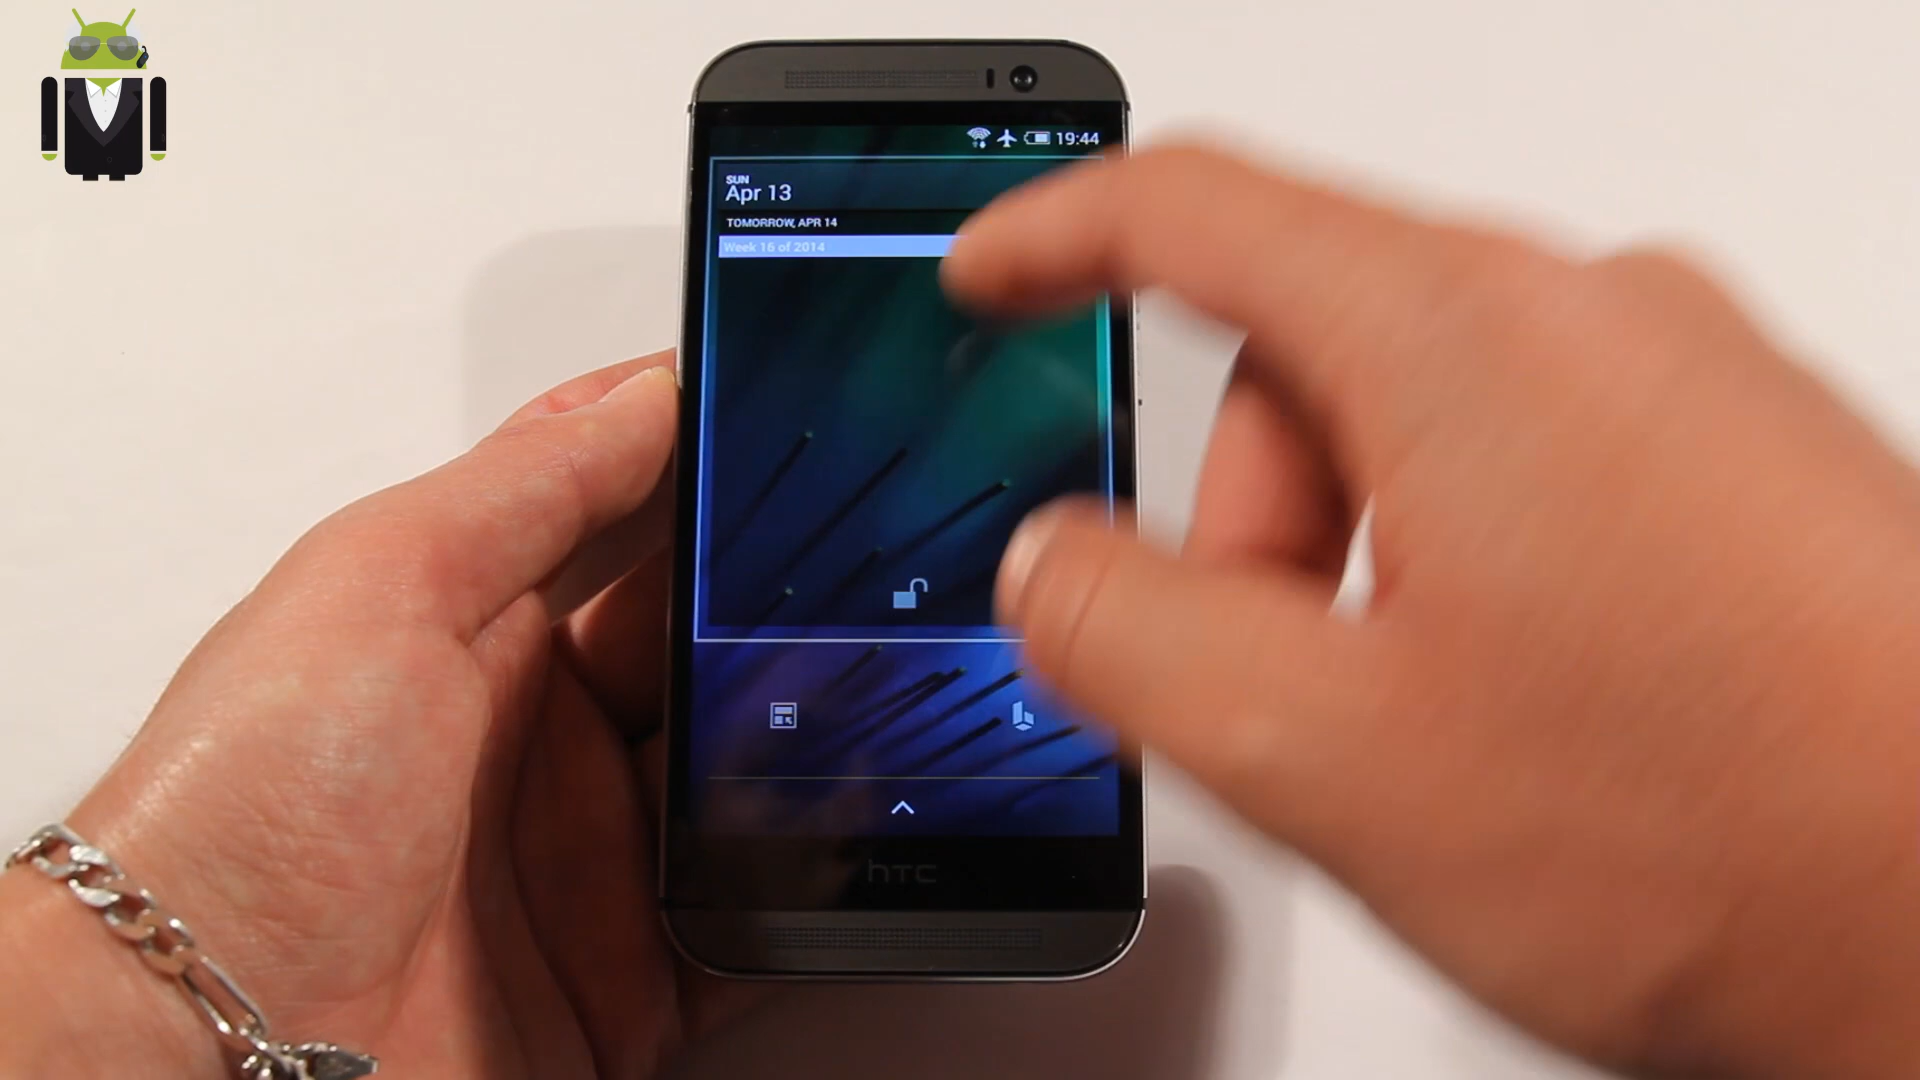 19:44
SUN
Apr 13
TOMORROW, APR 14
Week 16 of 2014
hTC